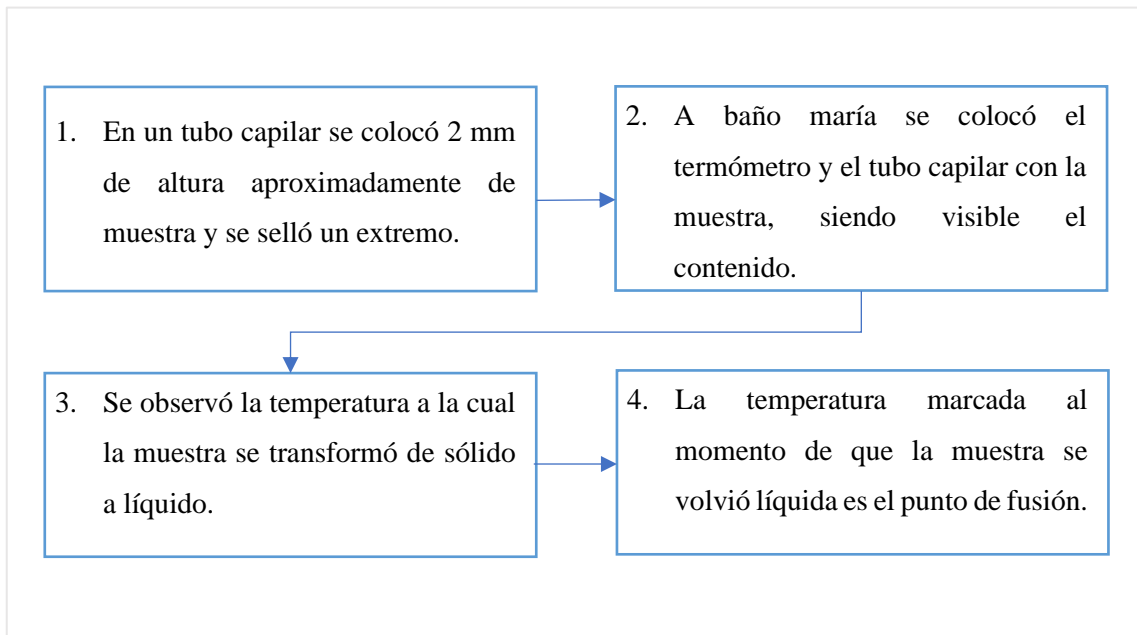 1. En un tubo capilar se colocó 2 mm
de altura aproximadamente de
muestra y se selló un extremo.
2. A baño maría se colocó el
termómetro y el tubo capilar con la
muestra, siendo visible el
contenido.
3. Se observó la temperatura a la cual
la muestra se transformó de sólido
a líquido.
4. La temperatura marcada al
momento de que la muestra se
volvió líquida es el punto de fusión.